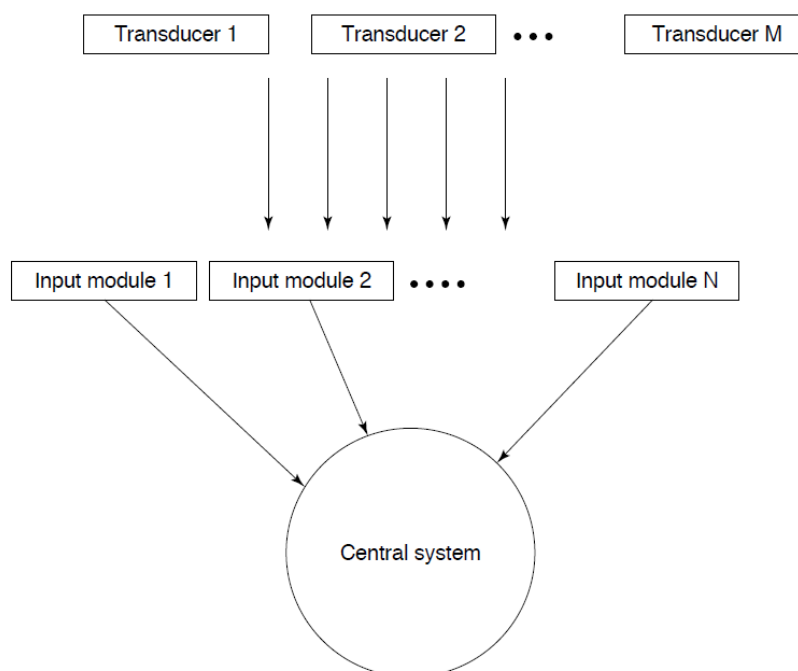 Transducer 1 Transducer 2 ••• Transducer M
Input module 1 Input module 2 •••• Input module N
Central system